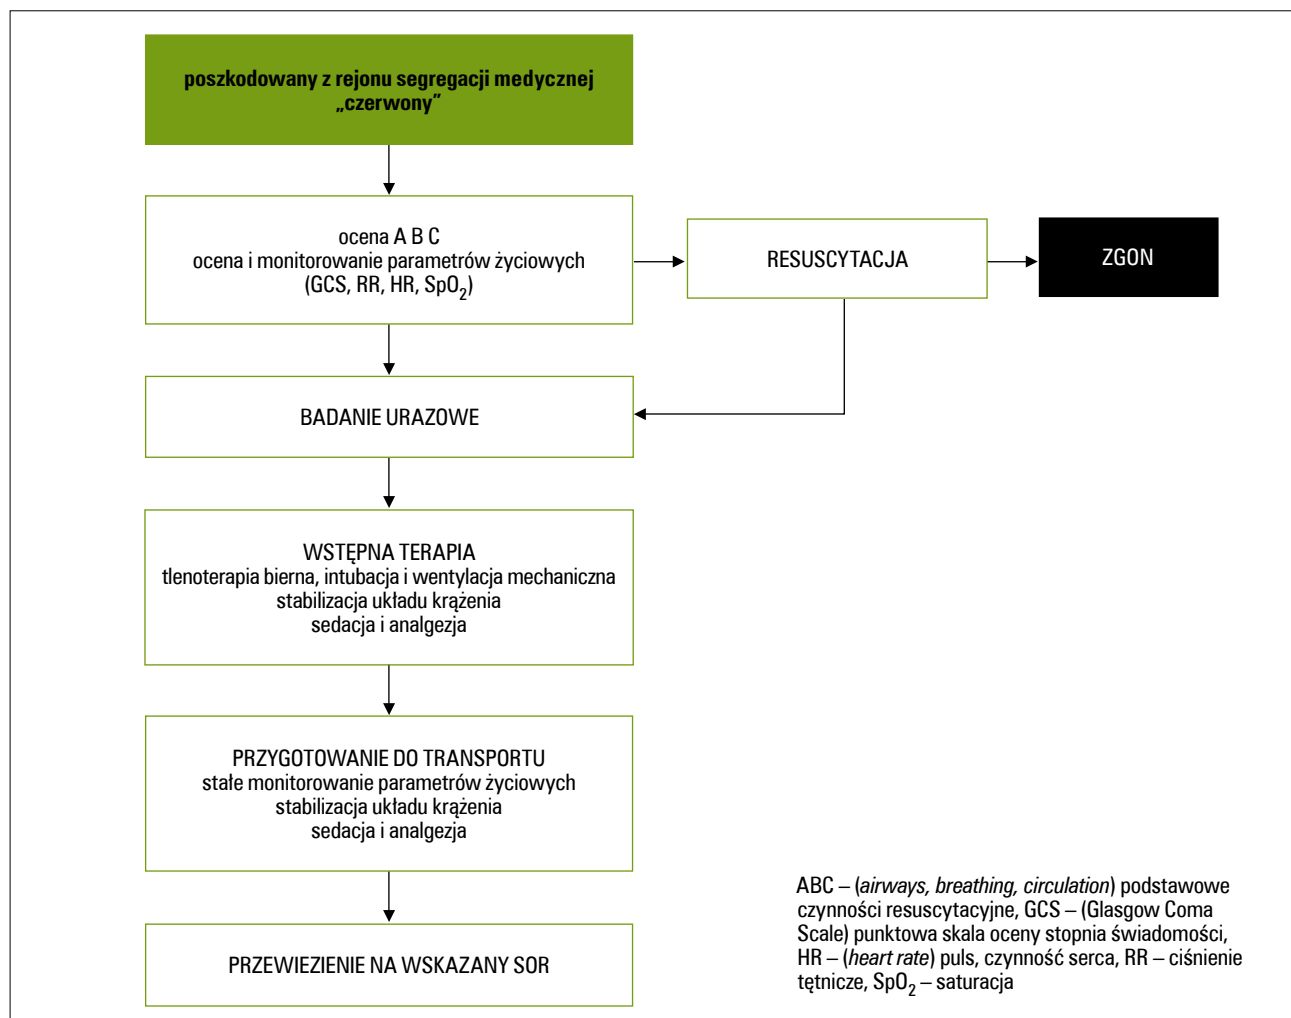 poszkodowany z rejonu segregacji medycznej
„czerwony”
ocena A B C
ocena i monitorowanie parametrów życiowych
(GCS, RR, HR, SpO₂)
RESUSCYTACJA
ZGON
BADANIE URAZOWE
WSTĘPNA TERAPIA
tlenoterapia bierna, intubacja i wentylacja mechaniczna
stabilizacja układu krążenia
sedacja i analgezja
PRZYGOTOWANIE DO TRANSPORTU
stałe monitorowanie parametrów życiowych
stabilizacja układu krążenia
sedacja i analgezja
PRZEWIEZIENIE NA WSKAZANY SOR
ABC – (airways, breathing, circulation) podstawowe
czynności resuscytacyjne, GCS – (Glasgow Coma
Scale) punktowa skala oceny stopnia świadomości,
HR – (heart rate) puls, czynność serca, RR – ciśnienie
tętnicze, SpO₂ – saturacja